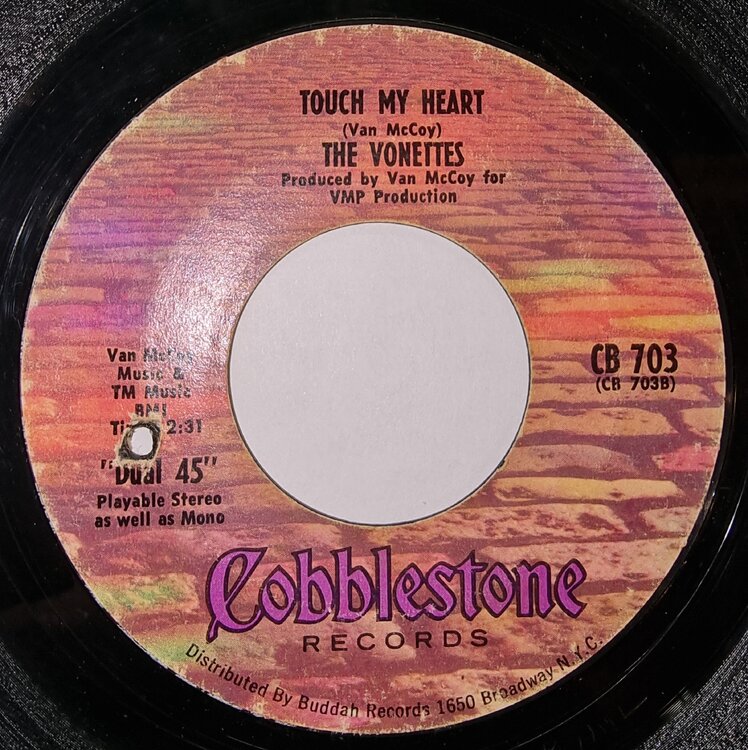 TOUCH MY HEART
(Van McCoy)
THE VONETTES
Produced by Van McCoy for
VMP Production
Van McCoy
Music &
TM Music
BMI
2:31
"Dual 45"
Playable Stereo
as well as Mono
CB 703
(CB 703B)
Cobblestone
RECORDS
Distributed By Buddah Records 1650 Broadway N.Y.C.